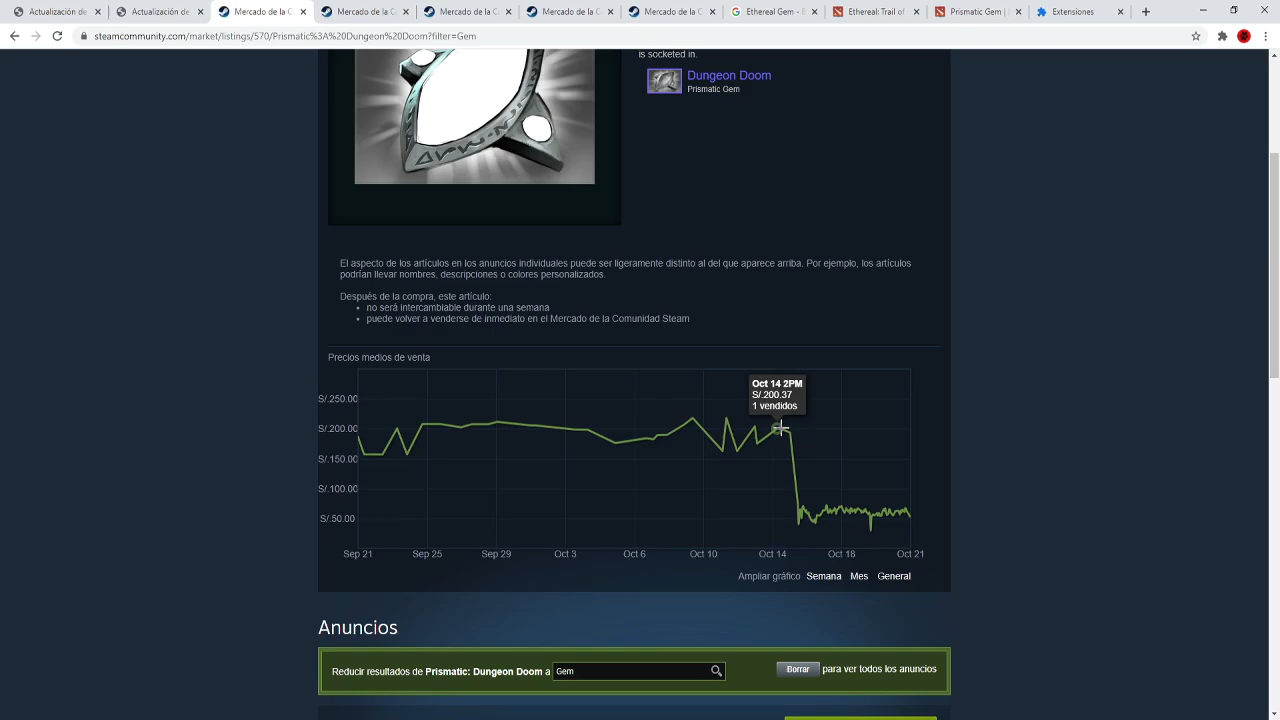 Actualización de
Actualización de
Mercado de la Co
Mercado de la Co
Mercado de la Co
Mercado de la Co
Mercado de la Co
Ethereal Gem - B
Ethereal: Trail of
Prismatic Gem |
Extensiones
steamcommunity.com/market/listings/570/Prismatic%3A%20Dungeon%20Doom?filter=Gem
is socketed in.
Dungeon Doom
Prismatic Gem
El aspecto de los artículos en los anuncios individuales puede ser ligeramente distinto al del que aparece arriba. Por ejemplo, los artículos
podrían llevar nombres, descripciones o colores personalizados.
Después de la compra, este artículo:
no será intercambiable durante una semana
puede volver a venderse de inmediato en el Mercado de la Comunidad Steam
Precios medios de venta
Oct 14 2PM
S/.200.37
1 vendidos
S/.250.00
S/.200.00
S/.150.00
S/.100.00
S/.50.00
Sep 21 Sep 25 Sep 29 Oct 3 Oct 6 Oct 10 Oct 14 Oct 18 Oct 21
Ampliar gráfico Semana Mes General
Anuncios
Reducir resultados de Prismatic: Dungeon Doom a Gem Borrar para ver todos los anuncios